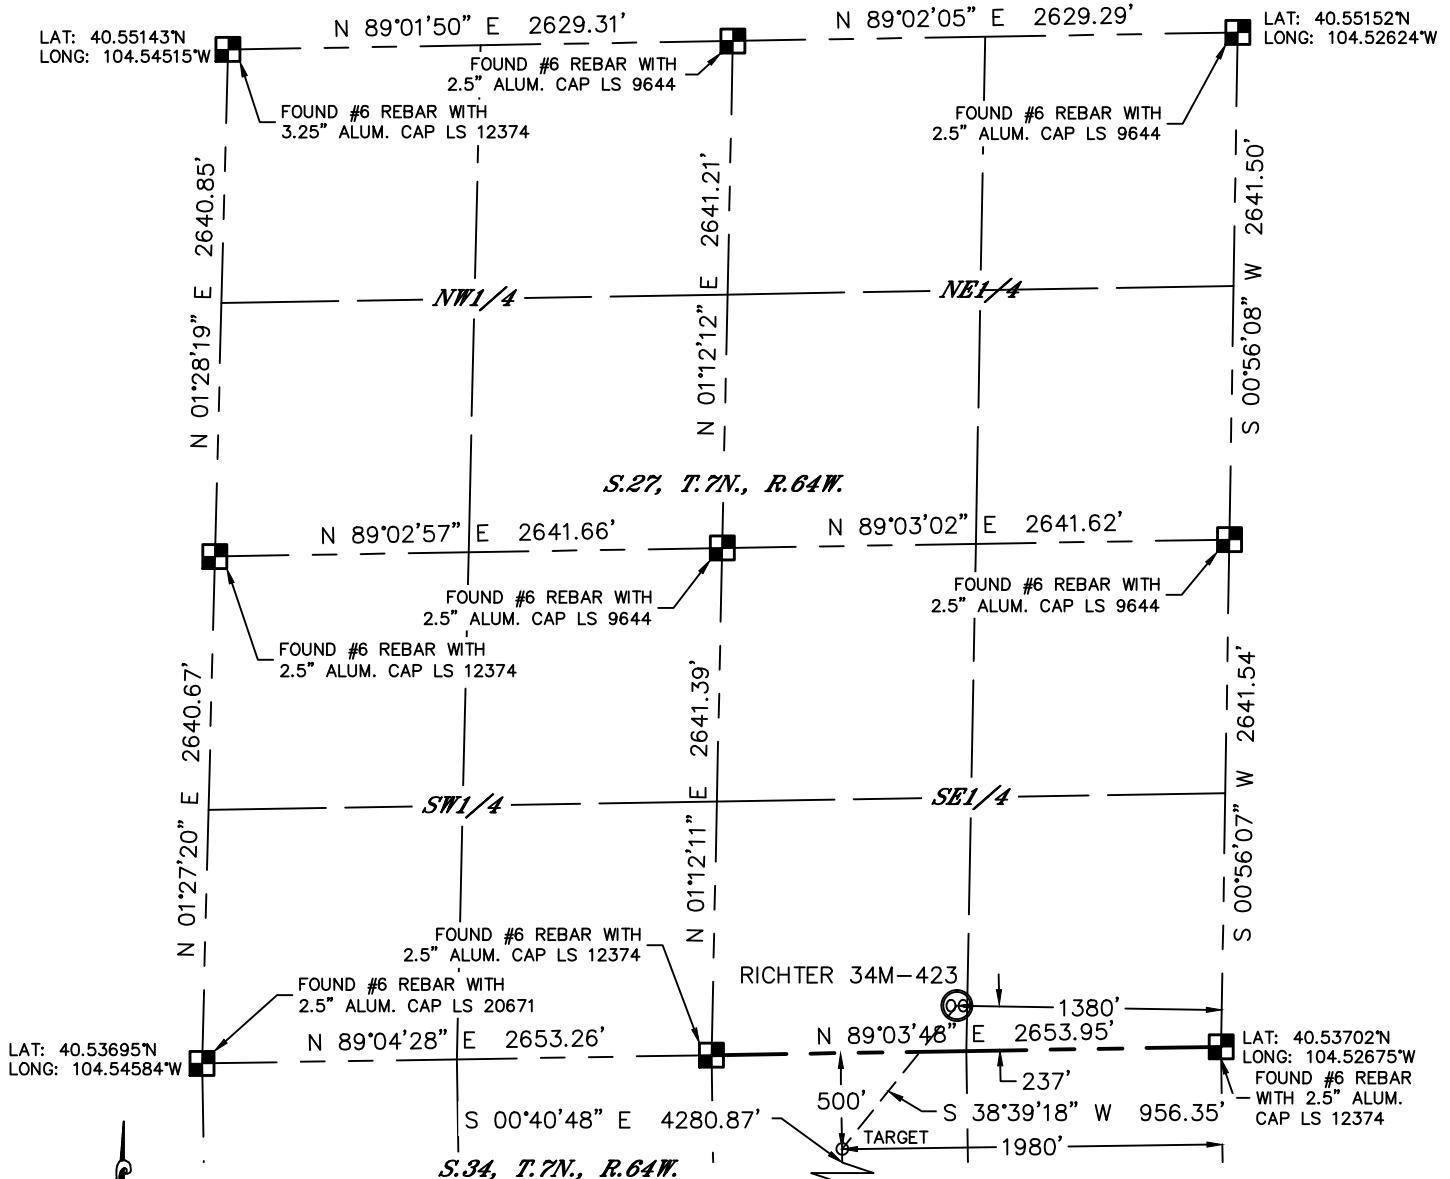 LAT: 40.55143°N
LONG: 104.54515°W
N 89°01'50" E 2629.31'
N 89°02'05" E 2629.29'
LAT: 40.55152°N
LONG: 104.52624°W
FOUND #6 REBAR WITH
2.5" ALUM. CAP LS 9644
FOUND #6 REBAR WITH
3.25" ALUM. CAP LS 12374
FOUND #6 REBAR WITH
2.5" ALUM. CAP LS 9644
N 01°28'19" E 2640.85'
N 01°12'12" E 2641.21'
S 00°56'08" W 2641.50'
NW1/4
NE1/4
S.27, T.7N., R.64W.
N 89°02'57" E 2641.66'
N 89°03'02" E 2641.62'
FOUND #6 REBAR WITH
2.5" ALUM. CAP LS 9644
FOUND #6 REBAR WITH
2.5" ALUM. CAP LS 9644
FOUND #6 REBAR WITH
2.5" ALUM. CAP LS 12374
N 01°27'20" E 2640.67'
N 01°12'11" E 2641.39'
S 00°56'07" W 2641.54'
SW1/4
SE1/4
FOUND #6 REBAR WITH
2.5" ALUM. CAP LS 12374
FOUND #6 REBAR WITH
2.5" ALUM. CAP LS 20671
RICHTER 34M-423
1380'
N 89°04'28" E 2653.26'
N 89°03'48" E 2653.95'
LAT: 40.53695°N
LONG: 104.54584°W
LAT: 40.53702°N
LONG: 104.52675°W
FOUND #6 REBAR
WITH 2.5" ALUM.
CAP LS 12374
237'
500'
S 38°39'18" W 956.35'
S 00°40'48" E 4280.87'
TARGET
1980'
S.34, T.7N., R.64W.